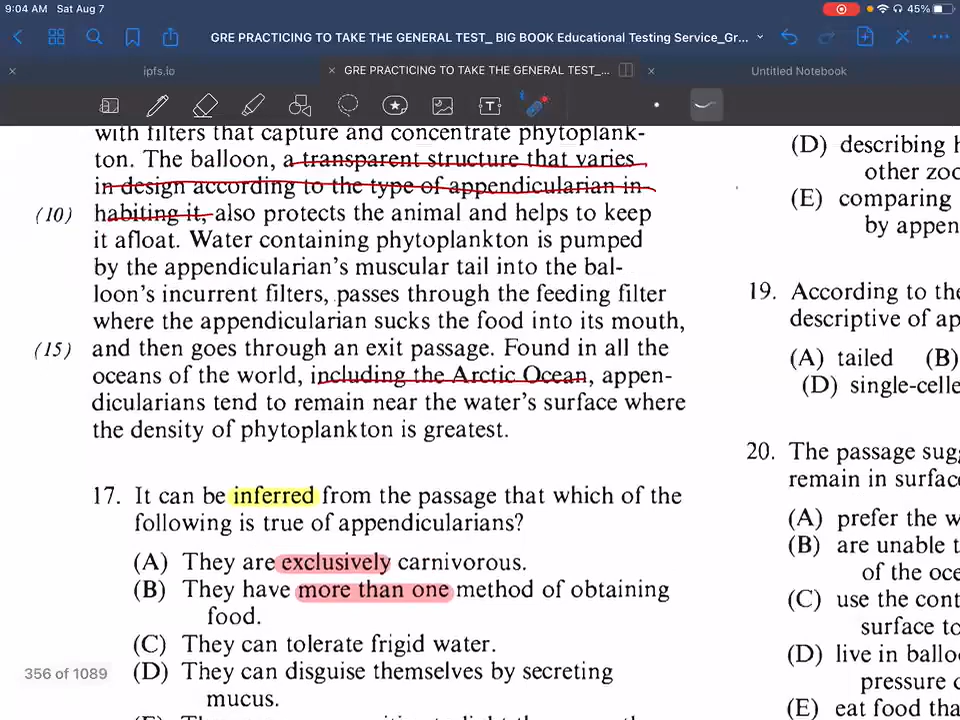 9:04 AM Sat Aug 7
45%
GRE PRACTICING TO TAKE THE GENERAL TEST_ BIG BOOK Educational Testing Service_Gr...
ipfs.io
GRE PRACTICING TO TAKE THE GENERAL TEST_...
Untitled Notebook
with filters that capture and concentrate phytoplank-
ton. The balloon, a transparent structure that varies
in design according to the type of appendicularian in-
(10) habiting it, also protects the animal and helps to keep
it afloat. Water containing phytoplankton is pumped
by the appendicularian's muscular tail into the bal-
loon's incurrent filters, passes through the feeding filter
where the appendicularian sucks the food into its mouth,
(15) and then goes through an exit passage. Found in all the
oceans of the world, including the Arctic Ocean, appen-
dicularians tend to remain near the water's surface where
the density of phytoplankton is greatest.
17. It can be inferred from the passage that which of the
following is true of appendicularians?
(A) They are exclusively carnivorous.
(B) They have more than one method of obtaining
food.
(C) They can tolerate frigid water.
(D) They can disguise themselves by secreting
mucus.
356 of 1089
(D) describing
other zoo
(E) comparing
by appen
19. According to the
descriptive of ap
(A) tailed (B)
(D) single-celle
20. The passage sug
remain in surfac
(A) prefer the w
(B) are unable t
of the oce
(C) use the cont
surface to
(D) live in ballo
pressure
(E) eat food tha